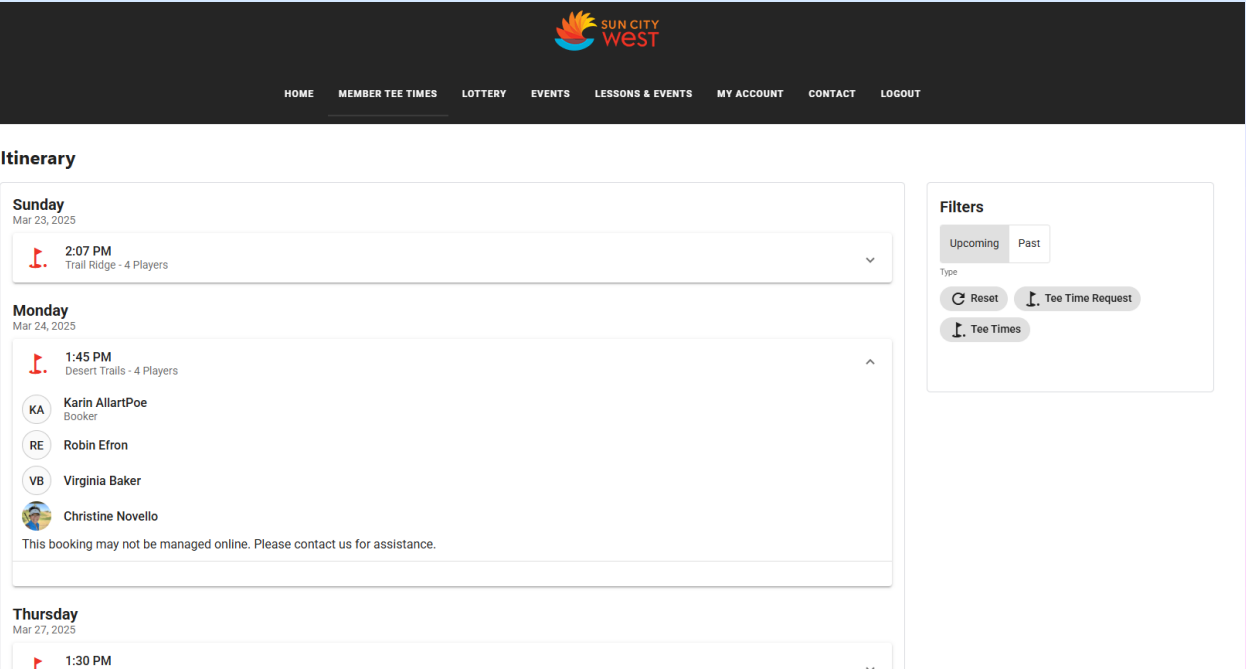 SUN CITY
WEST
HOME MEMBER TEE TIMES LOTTERY EVENTS LESSONS & EVENTS MY ACCOUNT CONTACT LOGOUT
Itinerary
Sunday
Mar 23, 2025
2:07 PM
Trail Ridge - 4 Players
Monday
Mar 24, 2025
1:45 PM
Desert Trails - 4 Players
KA Karin AllartPoe
Booker
RE Robin Efron
VB Virginia Baker
Christine Novello
This booking may not be managed online. Please contact us for assistance.
Thursday
Mar 27, 2025
1:30 PM
Filters
Upcoming Past
Type
Reset Tee Time Request
Tee Times